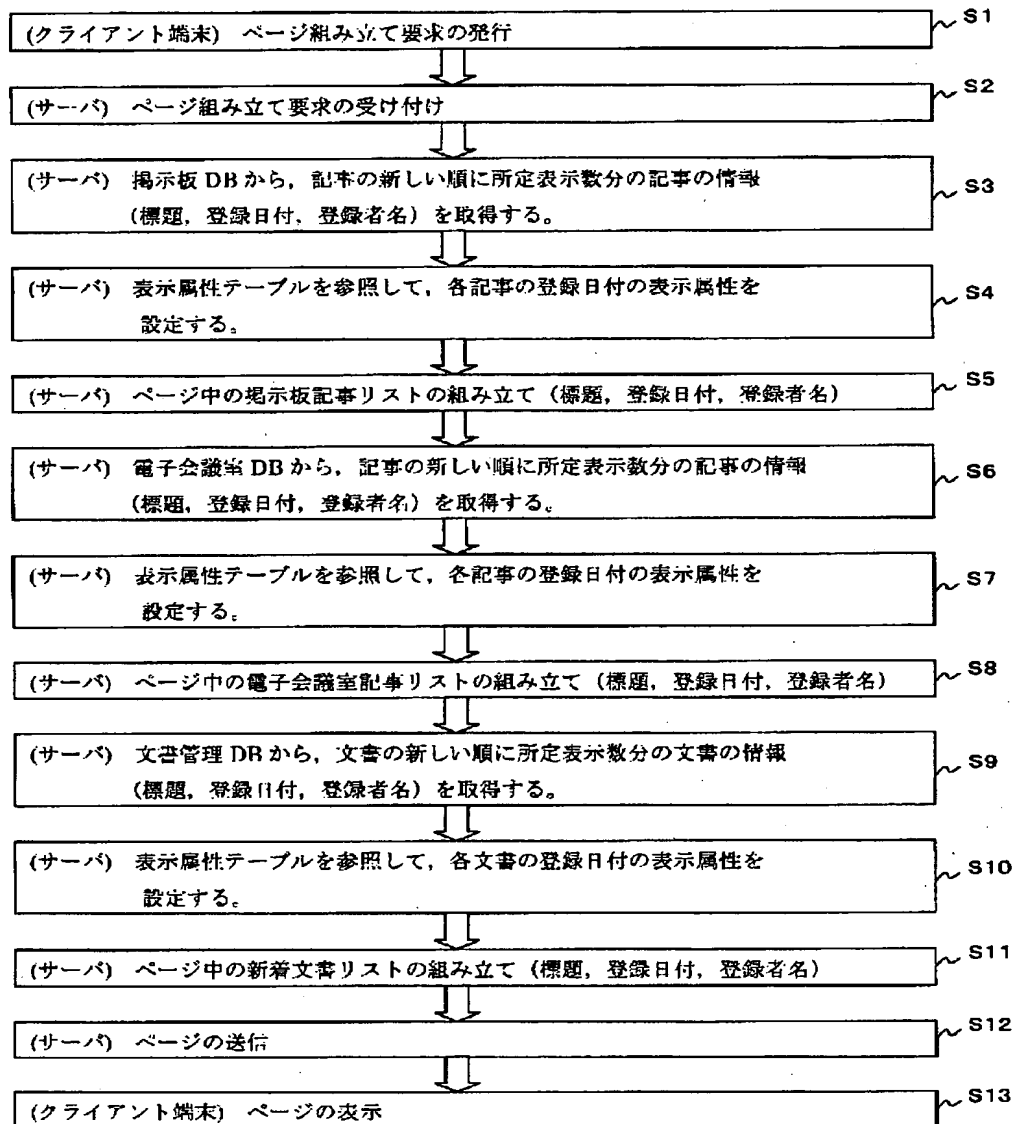 (クライアント端末) ページ組み立て要求の発行
S1
(サーバ) ページ組み立て要求の受け付け
S2
(サーバ) 掲示板 DB から，記事の新しい順に所定表示数分の記事の情報
(標題，登録日付，登録者名) を取得する。
S3
(サーバ) 表示属性テーブルを参照して，各記事の登録日付の表示属性を
設定する。
S4
(サーバ) ページ中の掲示板記事リストの組み立て (標題，登録日付，登録者名)
S5
(サーバ) 電子会議室 DB から，記事の新しい順に所定表示数分の記事の情報
(標題，登録日付，登録者名) を取得する。
S6
(サーバ) 表示属性テーブルを参照して，各記事の登録日付の表示属性を
設定する。
S7
(サーバ) ページ中の電子会議室記事リストの組み立て (標題，登録日付，登録者名)
S8
(サーバ) 文書管理 DB から，文書の新しい順に所定表示数分の文書の情報
(標題，登録日付，登録者名) を取得する。
S9
(サーバ) 表示属性テーブルを参照して，各文書の登録日付の表示属性を
設定する。
S10
(サーバ) ページ中の新着文書リストの組み立て (標題，登録日付，登録者名)
S11
(サーバ) ページの送信
S12
(クライアント端末) ページの表示
S13